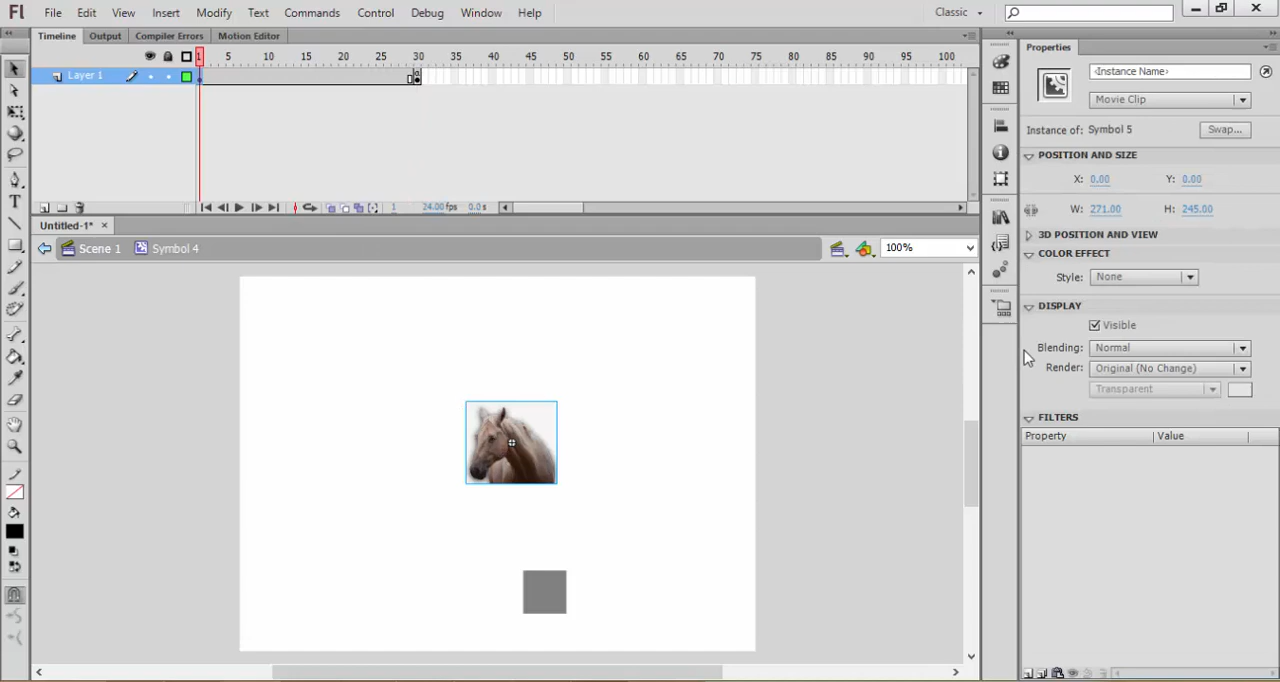 Fl File Edit View Insert Modify Text Commands Control Debug Window Help Classic
Timeline Output Compiler Errors Motion Editor
1 5 10 15 20 25 30 35 40 45 50 55 60 65 70 75 80 85 90 95 100
Layer 1
1 24.00 fps 0.0 s
Untitled-1* ×
Scene 1 Symbol 4 100%
Properties
<Instance Name>
Movie Clip
Instance of: Symbol 5 Swap...
POSITION AND SIZE
X: 0.00 Y: 0.00
W: 271.00 H: 245.00
3D POSITION AND VIEW
COLOR EFFECT
Style: None
DISPLAY
Visible
Blending: Normal
Render: Original (No Change)
Transparent
FILTERS
Property Value